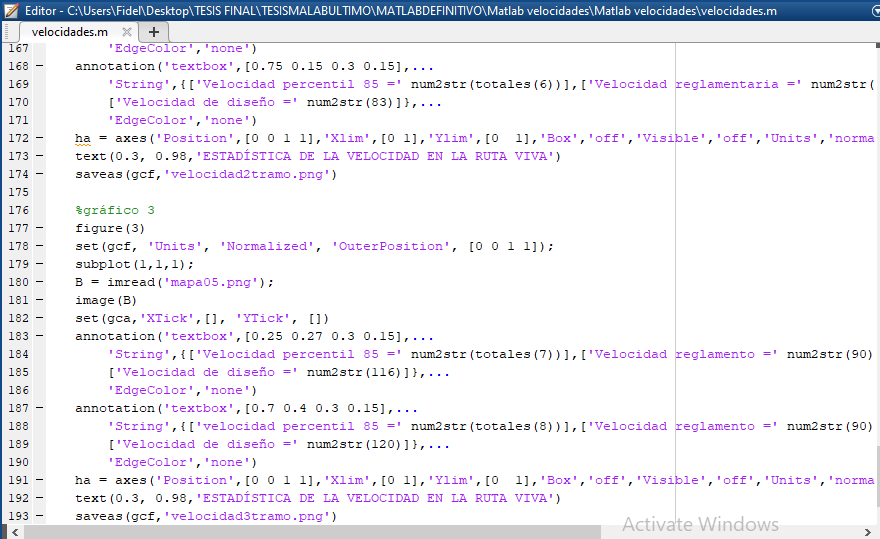 Editor - C:\Users\Fidel\Desktop\TESIS FINAL\TESISMALABULTIMO\MATLABDEFINITIVO\Matlab velocidades\Matlab velocidades\velocidades.m
velocidades.m × +
167 'EdgeColor','none')
168 – annotation('textbox',[0.75 0.15 0.3 0.15],...
169 'String',{['Velocidad percentil 85 =' num2str(totales(6))],['Velocidad reglamentaria =' num2str(
170 ['Velocidad de diseño =' num2str(83)]},...
171 'EdgeColor','none')
172 – ha = axes('Position',[0 0 1 1],'Xlim',[0 1],'Ylim',[0  1],'Box','off','Visible','off','Units','norma
173 – text(0.3, 0.98,'ESTADÍSTICA DE LA VELOCIDAD EN LA RUTA VIVA')
174 – saveas(gcf,'velocidad2tramo.png')
175
176 %gráfico 3
177 – figure(3)
178 – set(gcf, 'Units', 'Normalized', 'OuterPosition', [0 0 1 1]);
179 – subplot(1,1,1);
180 – B = imread('mapa05.png');
181 – image(B)
182 – set(gca,'XTick',[], 'YTick', [])
183 – annotation('textbox',[0.25 0.27 0.3 0.15],...
184 'String',{['Velocidad percentil 85 =' num2str(totales(7))],['Velocidad reglamento =' num2str(90)
185 ['Velocidad de diseño =' num2str(116)]},...
186 'EdgeColor','none')
187 – annotation('textbox',[0.7 0.4 0.3 0.15],...
188 'String',{['velocidad percentil 85 =' num2str(totales(8))],['Velocidad reglamento =' num2str(90)
189 ['Velocidad de diseño =' num2str(120)]},...
190 'EdgeColor','none')
191 – ha = axes('Position',[0 0 1 1],'Xlim',[0 1],'Ylim',[0  1],'Box','off','Visible','off','Units','norma
192 – text(0.3, 0.98,'ESTADÍSTICA DE LA VELOCIDAD EN LA RUTA VIVA')
193 – saveas(gcf,'velocidad3tramo.png')
Activate Windows